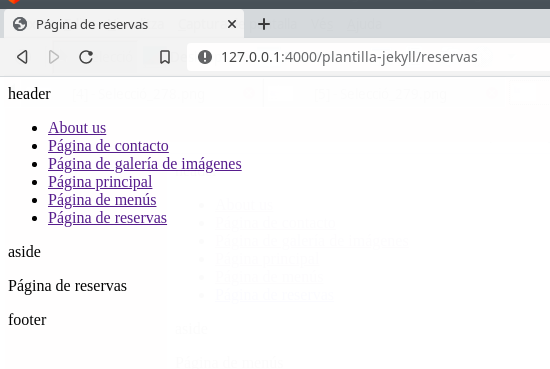 Página de reservas
127.0.0.1:4000/plantilla-jekyll/reservas
header
About us
Página de contacto
Página de galería de imágenes
Página principal
Página de menús
Página de reservas
aside
Página de reservas
footer